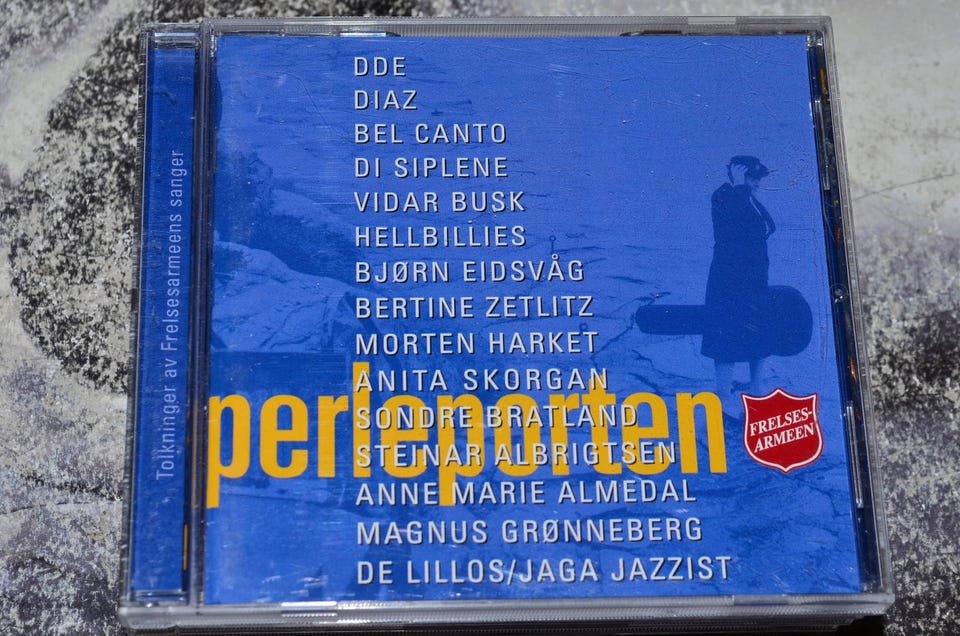 Tolkninger av Frelsesarmeens sanger
DDE
DIAZ
BEL CANTO
DI SIPLENE
VIDAR BUSK
HELLBILLIES
BJØRN EIDSVÅG
BERTINE ZETLITZ
MORTEN HARKET
ANITA SKORGAN
SONDRE BRATLAND
STEINAR ALBRIGTSEN
ANNE MARIE ALMEDAL
MAGNUS GRØNNEBERG
DE LILLOS/JAGA JAZZIST
perleporten
FRELSES-
ARMEEN